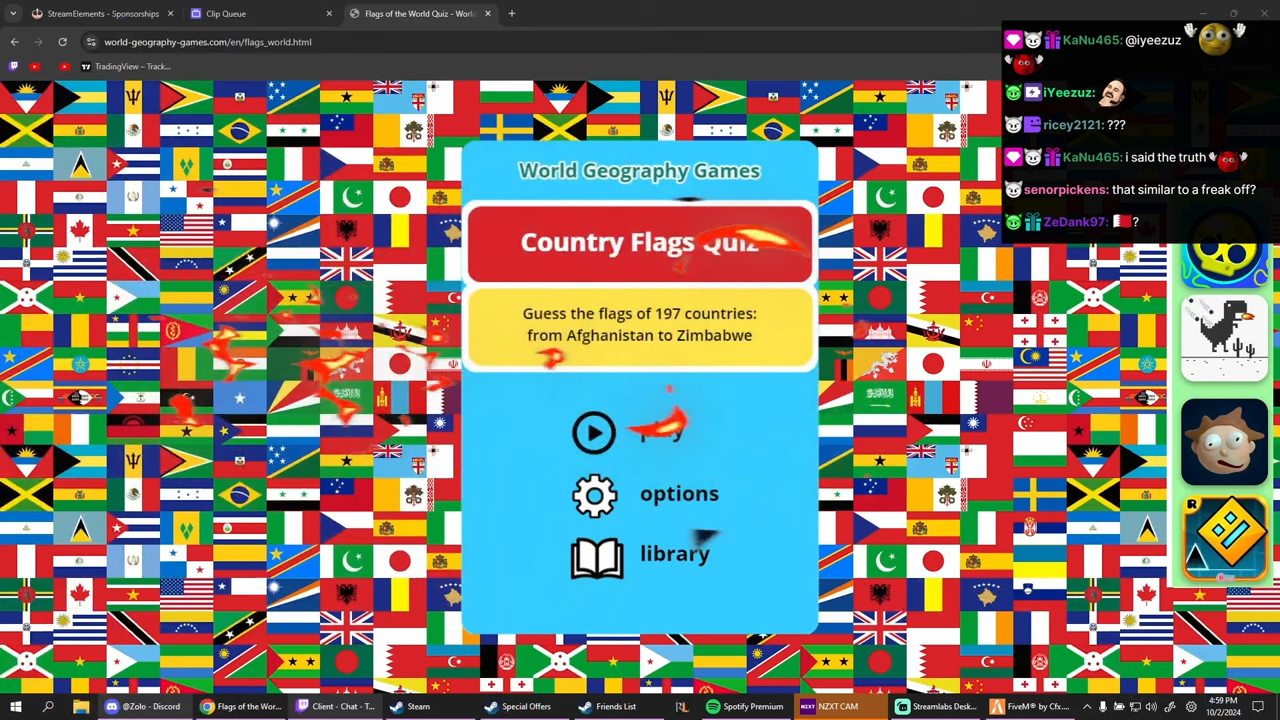 StreamElements - Sponsorships
Clip Queue
Flags of the World Quiz - World
world-geography-games.com/en/flags_world.html
TradingView – Track...
KaNu465: @iyeezuz
iYeezuz:
ricey2121: ???
KaNu465: i said the truth
senorpickens: that similar to a freak off?
ZeDank97: ?
World Geography Games
Country Flags Quiz
Guess the flags of 197 countries:
from Afghanistan to Zimbabwe
play
options
library
R
@Zolo - Discord
Flags of the Wor...
Client - Chat - T...
Steam
Special Offers
Friends List
Spotify Premium
NZXT
NZXT CAM
Streamlabs Desk...
FiveM® by Cfx....
4:59 PM
10/2/2024